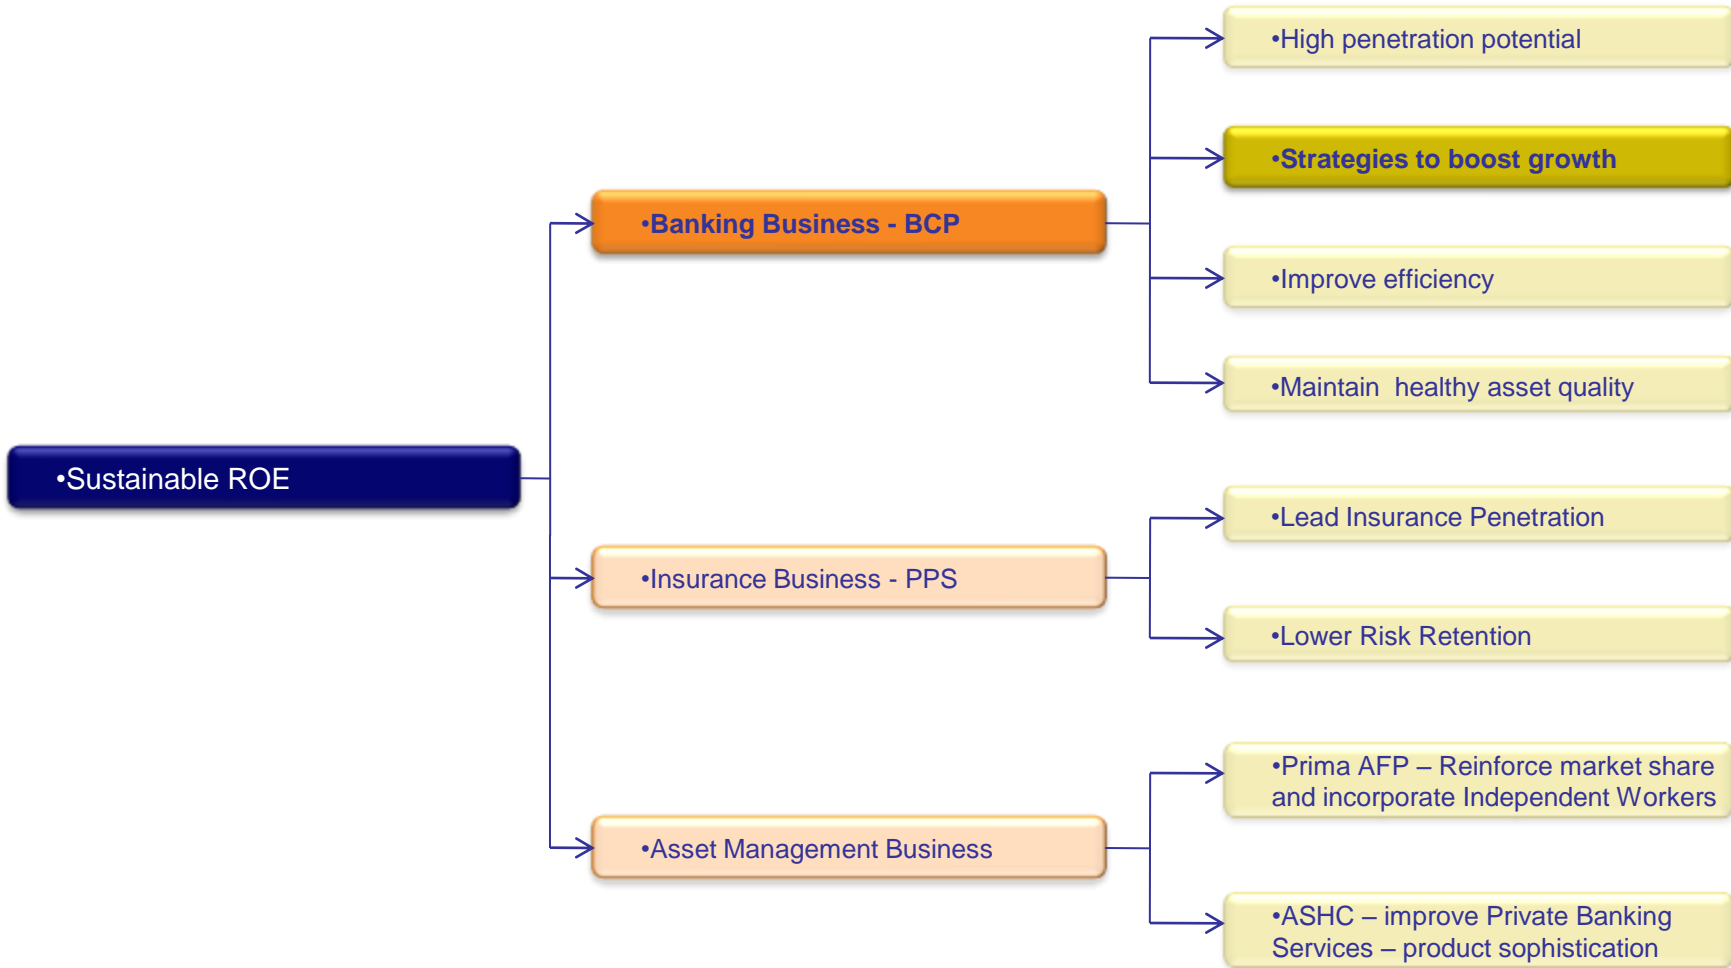 •Sustainable ROE
•Banking Business - BCP
•High penetration potential
•Strategies to boost growth
•Improve efficiency
•Maintain  healthy asset quality
•Insurance Business - PPS
•Lead Insurance Penetration
•Lower Risk Retention
•Asset Management Business
•Prima AFP – Reinforce market share
and incorporate Independent Workers
•ASHC – improve Private Banking
Services – product sophistication